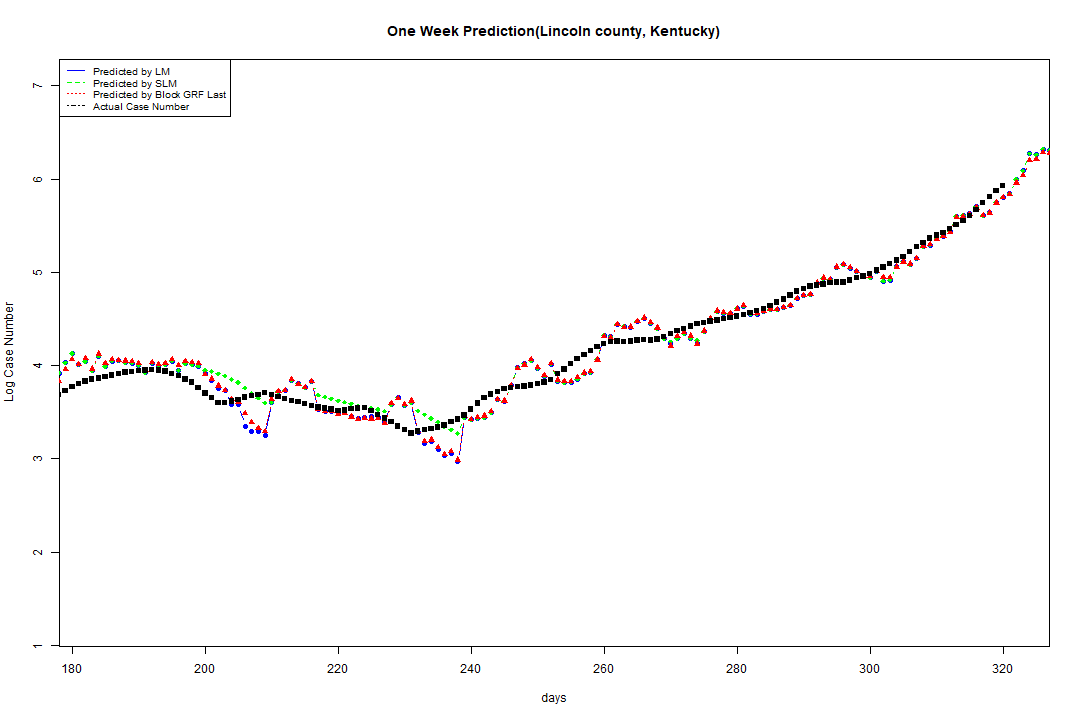 One Week Prediction(Lincoln county, Kentucky)
Predicted by LM
Predicted by SLM
Predicted by Block GRF Last
Actual Case Number
7
6
5
4
3
2
1
Log Case Number
180 200 220 240 260 280 300 320
days